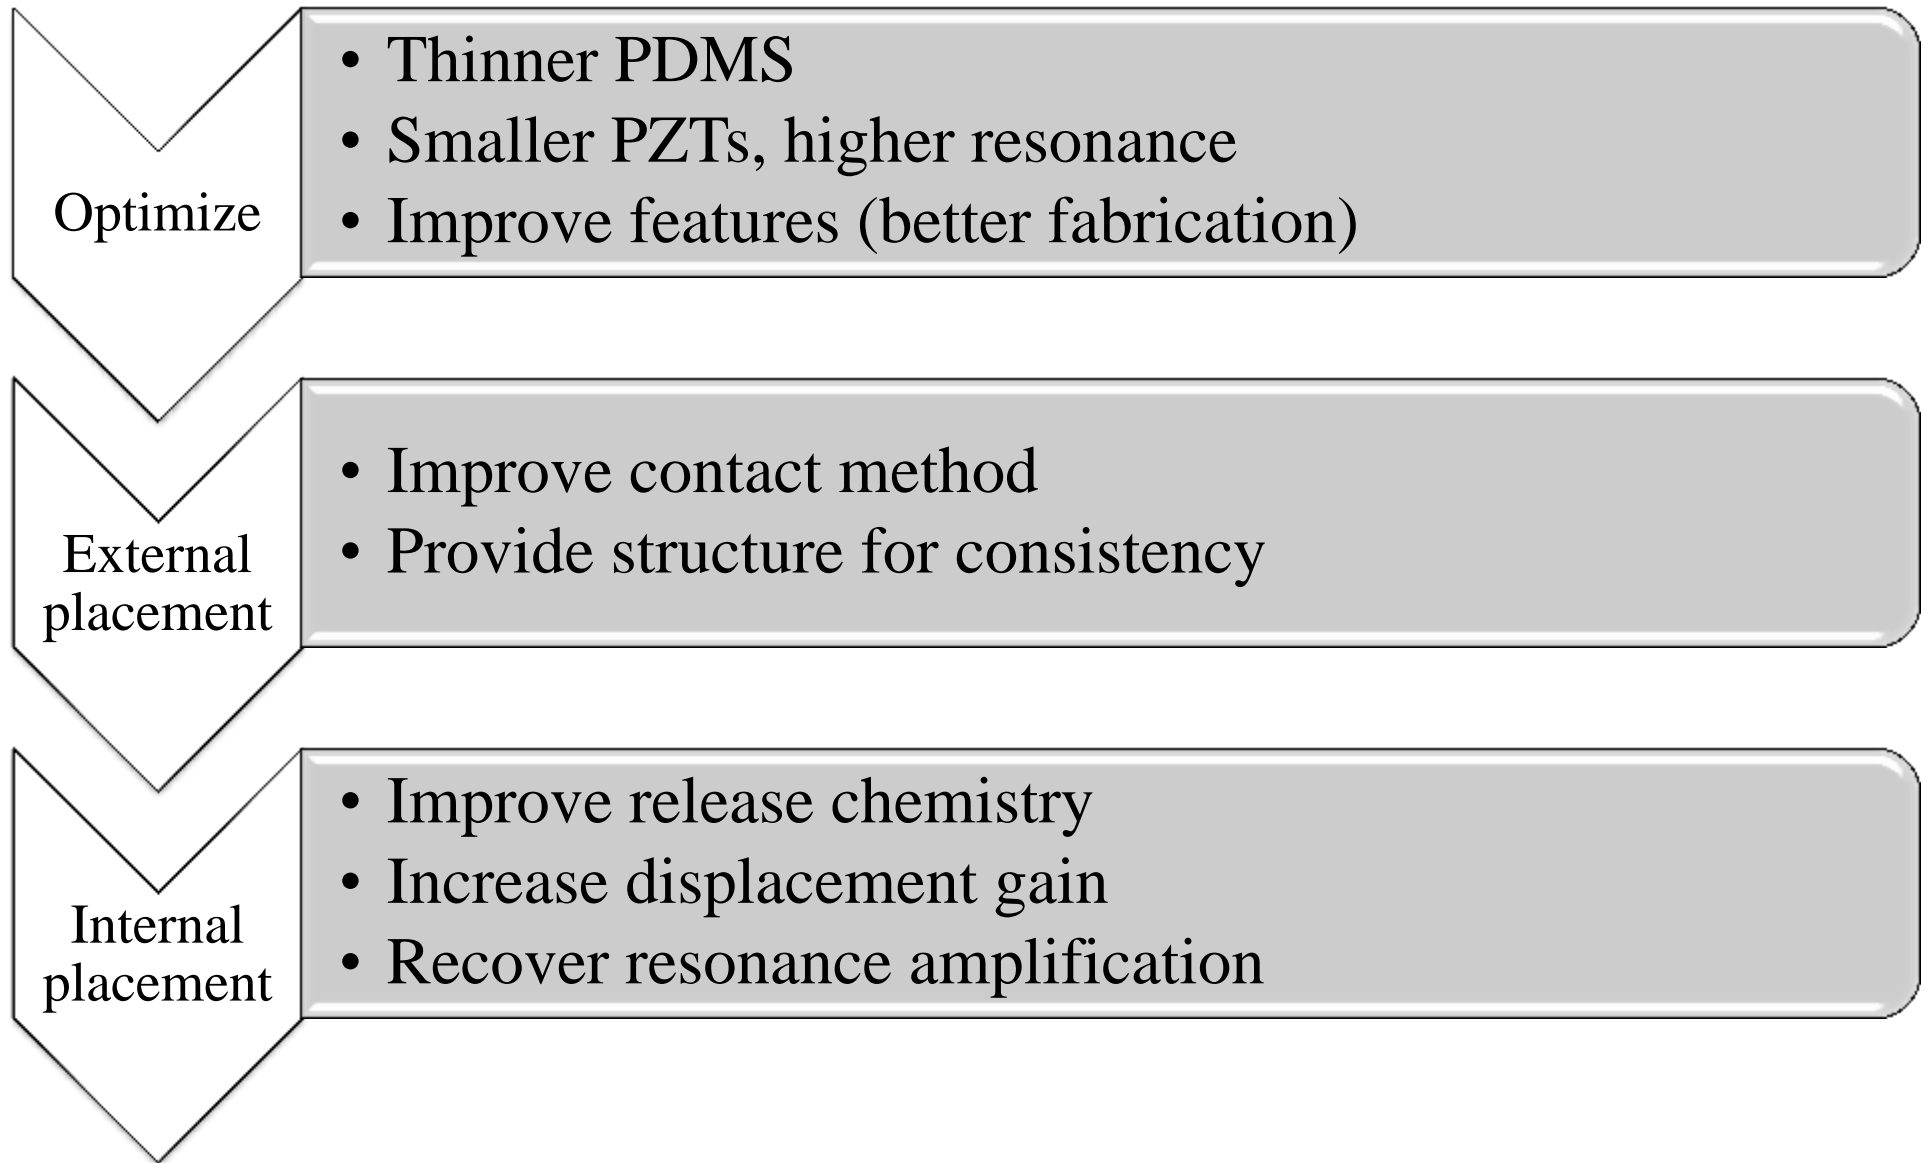 Optimize
• Thinner PDMS
• Smaller PZTs, higher resonance
• Improve features (better fabrication)
External
placement
• Improve contact method
• Provide structure for consistency
Internal
placement
• Improve release chemistry
• Increase displacement gain
• Recover resonance amplification